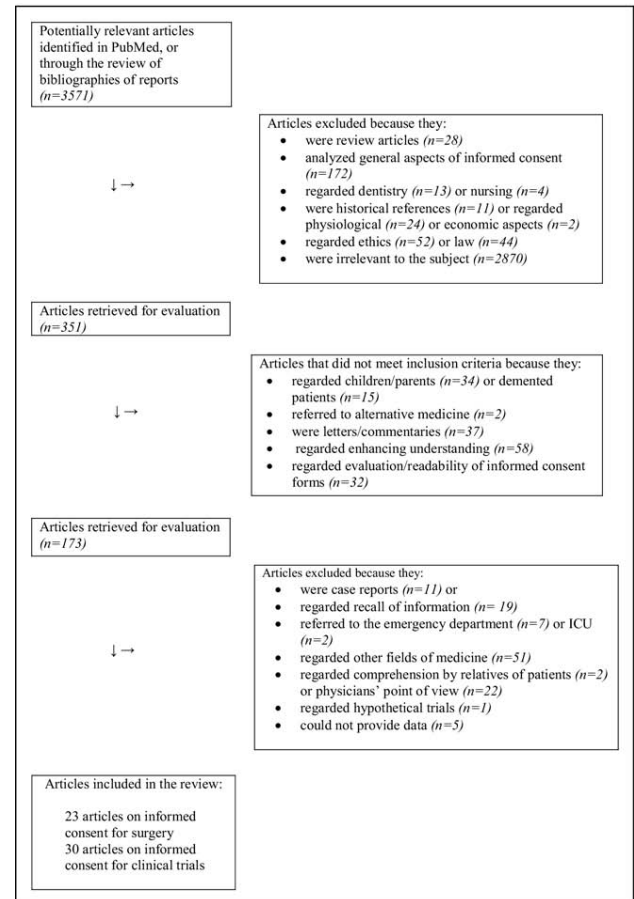 Potentially relevant articles
identified in PubMed, or
through the review of
bibliographies of reports
(n=3571)
Articles excluded because they:
• were review articles (n=28)
• analyzed general aspects of informed consent
(n=172)
• regarded dentistry (n=13) or nursing (n=4)
• were historical references (n=11) or regarded
physiological (n=24) or economic aspects (n=2)
• regarded ethics (n=52) or law (n=44)
• were irrelevant to the subject (n=2870)
↓→
Articles retrieved for evaluation
(n=351)
Articles that did not meet inclusion criteria because they:
• regarded children/parents (n=34) or demented
patients (n=15)
• referred to alternative medicine (n=2)
• were letters/commentaries (n=37)
• regarded enhancing understanding (n=58)
• regarded evaluation/readability of informed consent
forms (n=32)
↓→
Articles retrieved for evaluation
(n=173)
Articles excluded because they:
• were case reports (n=11) or
• regarded recall of information (n= 19)
• referred to the emergency department (n=7) or ICU
(n=2)
• regarded other fields of medicine (n=51)
• regarded comprehension by relatives of patients (n=2)
or physicians’ point of view (n=22)
• regarded hypothetical trials (n=1)
• could not provide data (n=5)
↓→
Articles included in the review:
23 articles on informed
consent for surgery
30 articles on informed
consent for clinical trials